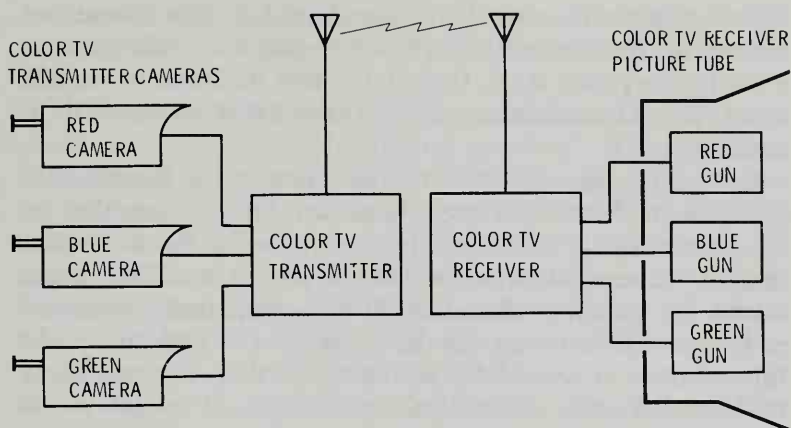 COLOR TV
TRANSMITTER CAMERAS
RED
CAMERA
BLUE
CAMERA
GREEN
CAMERA
COLOR TV
TRANSMITTER
COLOR TV
RECEIVER
COLOR TV RECEIVER
PICTURE TUBE
RED
GUN
BLUE
GUN
GREEN
GUN